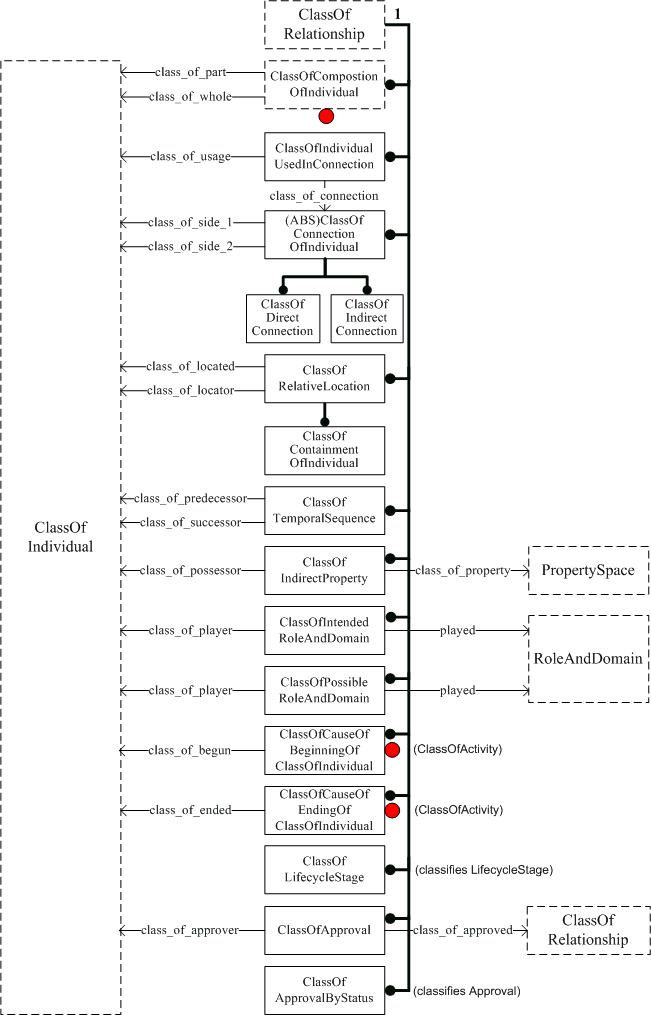 ClassOf
Relationship
1
class_of_part
class_of_whole
ClassOfCompostion
OfIndividual
class_of_usage
ClassOfIndividual
UsedInConnection
class_of_connection
class_of_side_1
class_of_side_2
(ABS)ClassOf
Connection
OfIndividual
ClassOf
Direct
Connection
ClassOf
Indirect
Connection
class_of_located
class_of_locator
ClassOf
RelativeLocation
ClassOf
Containment
OfIndividual
class_of_predecessor
class_of_successor
ClassOf
TemporalSequence
ClassOf
Individual
class_of_possessor
ClassOf
IndirectProperty
class_of_property
PropertySpace
class_of_player
ClassOfIntended
RoleAndDomain
played
RoleAndDomain
class_of_player
ClassOfPossible
RoleAndDomain
played
class_of_begun
ClassOfCauseOf
BeginningOf
ClassOfIndividual
(ClassOfActivity)
class_of_ended
ClassOfCauseOf
EndingOf
ClassOfIndividual
(ClassOfActivity)
ClassOf
LifecycleStage
(classifies LifecycleStage)
class_of_approver
ClassOfApproval
class_of_approved
ClassOf
Relationship
ClassOf
ApprovalByStatus
(classifies Approval)